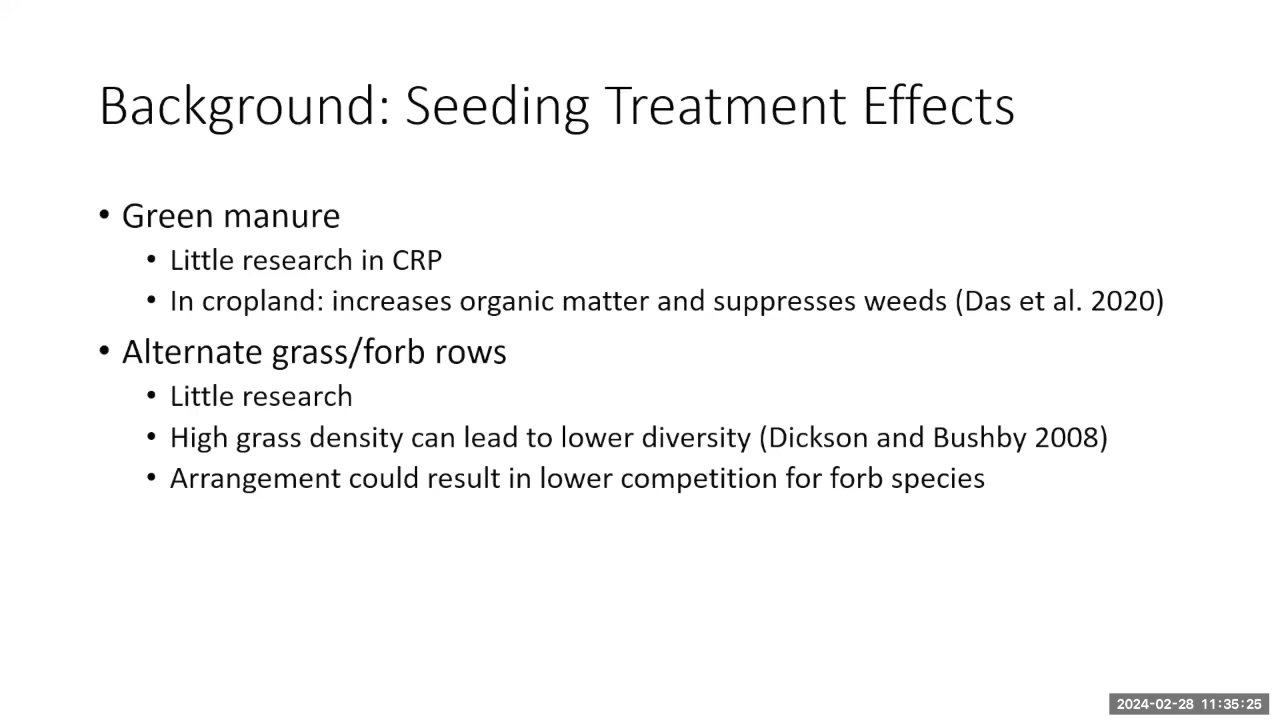 Background: Seeding Treatment Effects
• Green manure
• Little research in CRP
• In cropland: increases organic matter and suppresses weeds (Das et al. 2020)
• Alternate grass/forb rows
• Little research
• High grass density can lead to lower diversity (Dickson and Bushby 2008)
• Arrangement could result in lower competition for forb species
2024-02-28 11:35:25